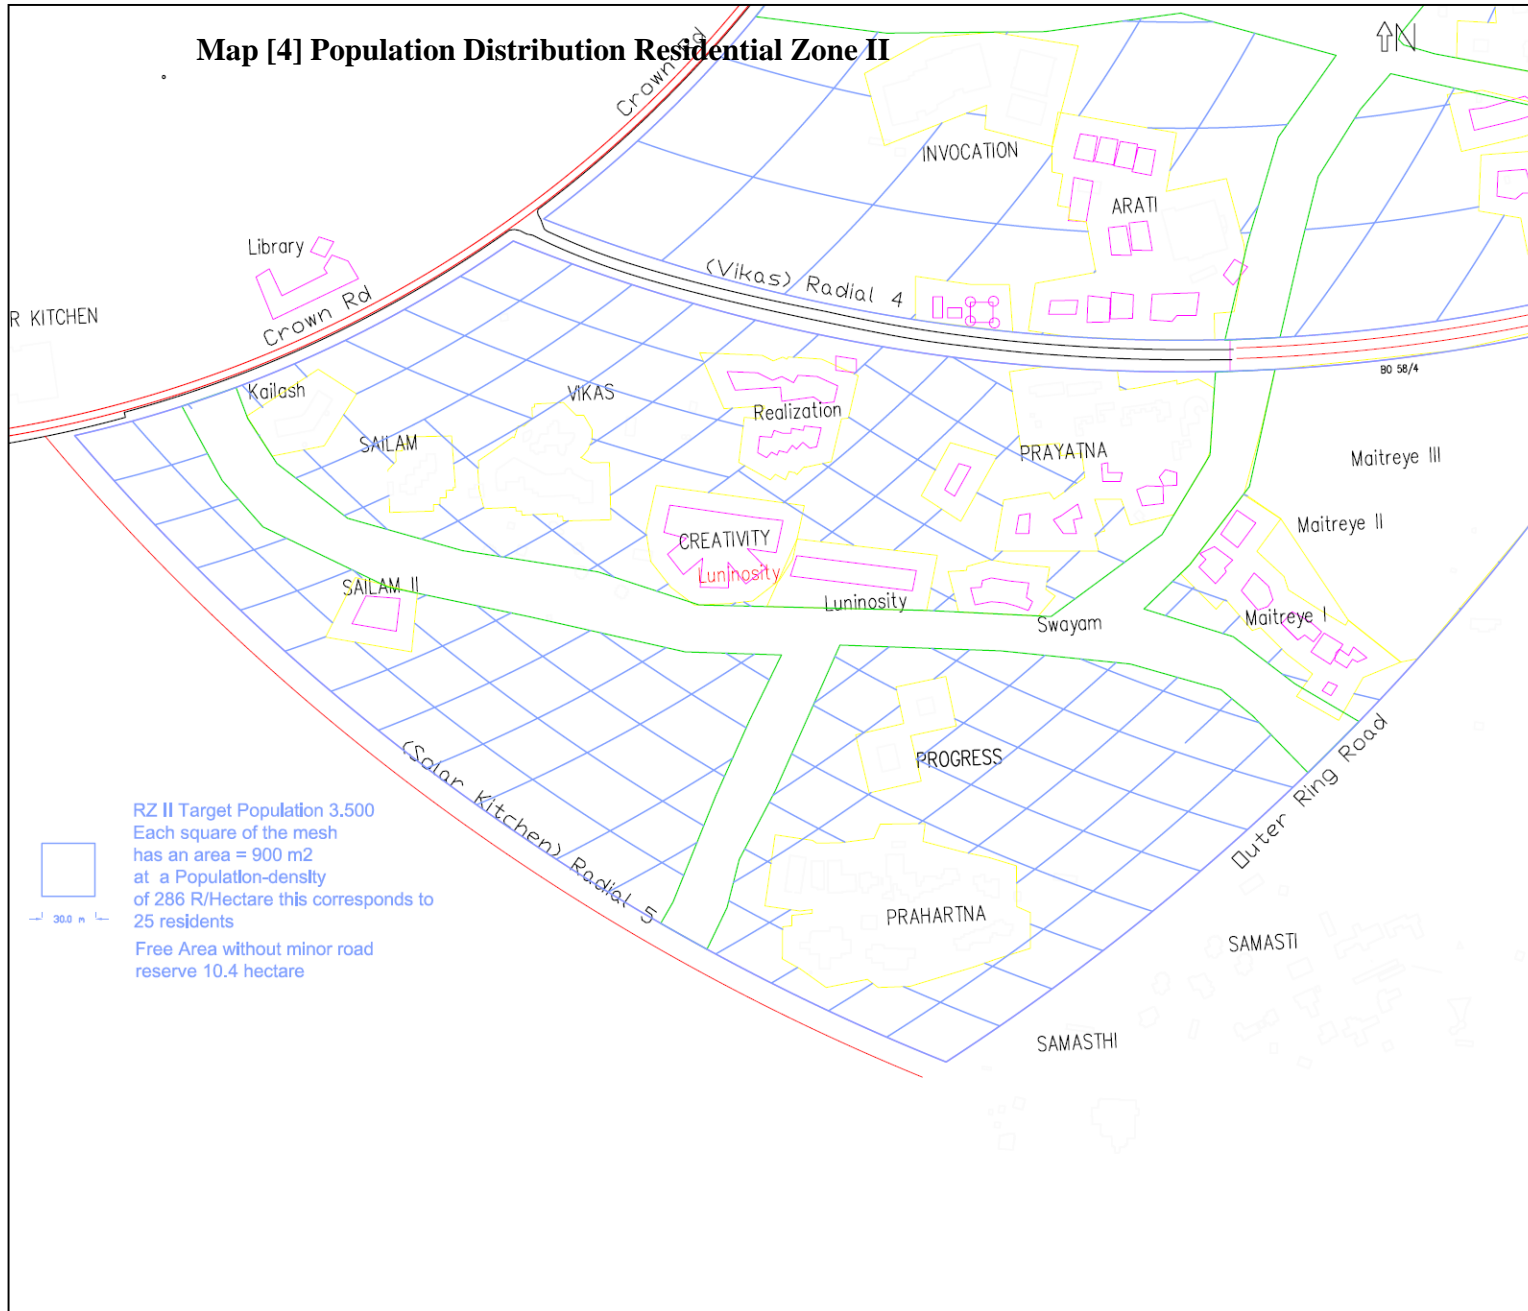 Map [4] Population Distribution Residential Zone II
Crown Rd
N
INVOCATION
ARATI
Library
Crown Rd
(Vikas) Radial 4
R KITCHEN
BO 58/4
Kailash
VIKAS
Realization
SAILAM
PRAYATNA
Maitreye III
Maitreye II
CREATIVITY
Luninosity
SAILAM II
Luninosity
Swayam
Maitreye I
PROGRESS
(Solar Kitchen) Radial 5
Outer Ring Road
RZ II Target Population 3.500
Each square of the mesh
has an area = 900 m2
at a Population-density
of 286 R/Hectare this corresponds to
25 residents
30.0 m
Free Area without minor road
reserve 10.4 hectare
PRAHARTNA
SAMASTI
SAMASTHI